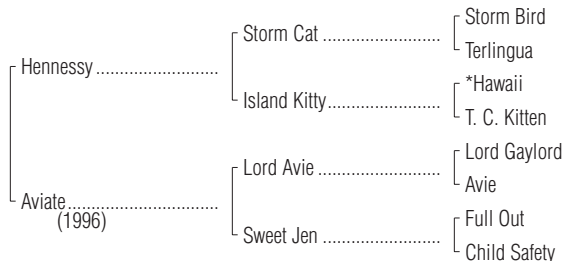 Storm Bird
Storm Cat ........................
Terlingua
Hennessy .........................
*Hawaii
Island Kitty......................
T. C. Kitten
Lord Gaylord
Lord Avie ........................
Avie
Aviate..............................
(1996)
Full Out
Sweet Jen ........................
Child Safety